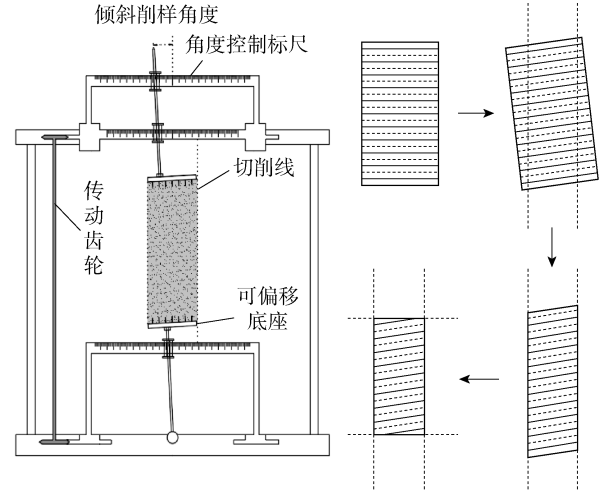 倾斜削样角度
角度控制标尺
切削线
传动齿轮
可偏移
底座